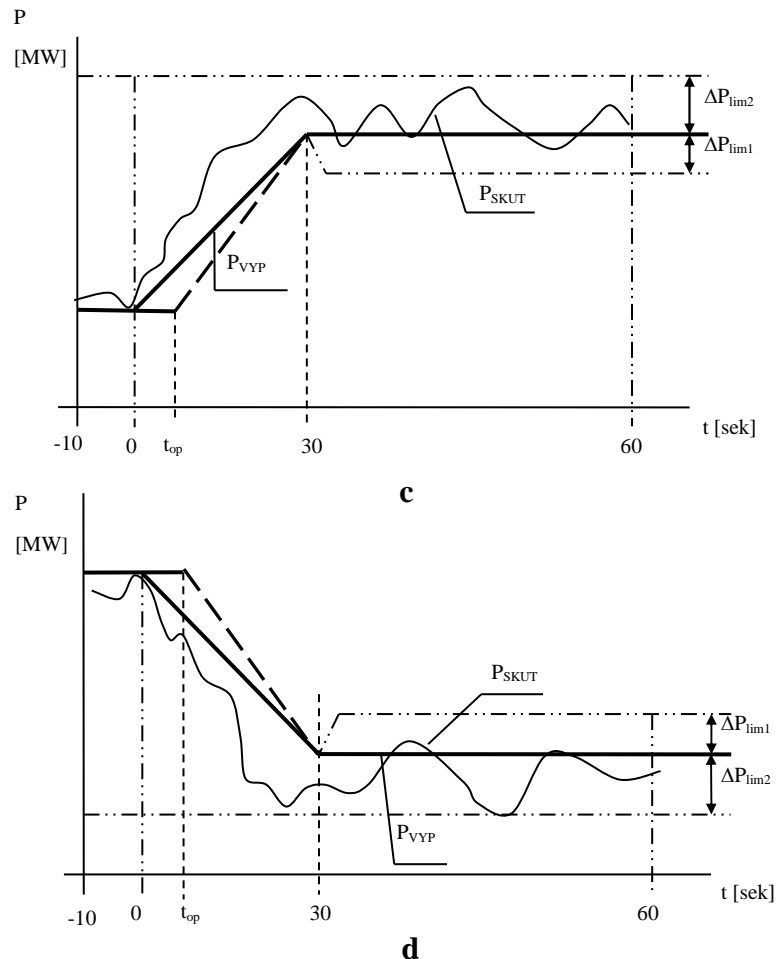 P
[MW]
ΔPlim2
ΔPlim1
PSKUT
PVYP
t [sek]
-10
0
top
30
60
c
P
[MW]
PSKUT
ΔPlim1
ΔPlim2
PVYP
t [sek]
-10
0
top
30
60
d